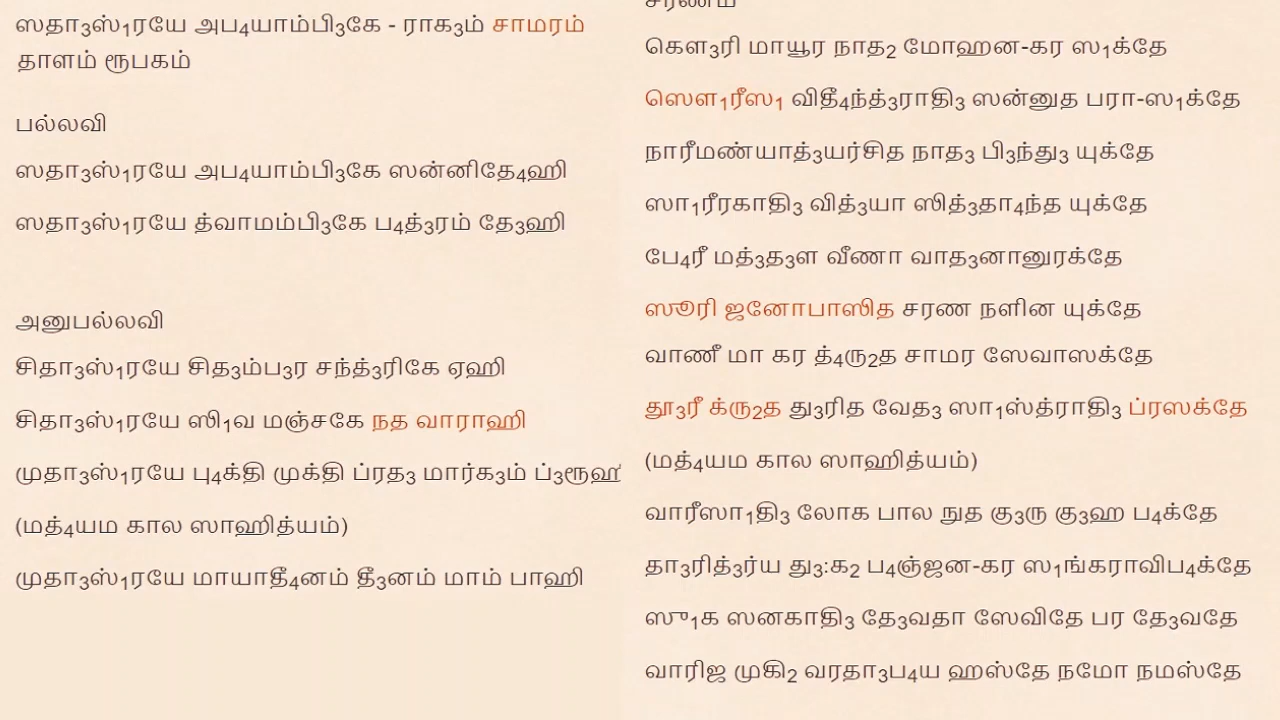 ஸதா₃ஸ்₁ரயே அப₄யாம்பி₃கே - ராக₃ம் சாமரம்
தாளம் ரூபகம்
பல்லவி
ஸதா₃ஸ்₁ரயே அப₄யாம்பி₃கே ஸன்னிதே₄ஹி
ஸதா₃ஸ்₁ரயே த்வாமம்பி₃கே ப₄த்₃ரம் தே₃ஹி
அனுபல்லவி
சிதா₃ஸ்₁ரயே சித₃ம்ப₃ர சந்த்₃ரிகே ஏஹி
சிதா₃ஸ்₁ரயே ஸி₁வ மஞ்சகே நத வாராஹி
முதா₃ஸ்₁ரயே பு₄க்தி முக்தி ப்ரத₃ மார்க₃ம் ப்₃ரூஹி
(மத்₄யம கால ஸாஹித்யம்)
முதா₃ஸ்₁ரயே மாயாதீ₄னம் தீ₃னம் மாம் பாஹி
சரணம்
கௌ₃ரி மாயூர நாத₂ மோஹன-கர ஸ₁க்தே
ஸௌ₁ரீஸ₁ விதீ₄ந்த்₃ராதி₃ ஸன்னுத பரா-ஸ₁க்தே
நாரீமண்யாத்₃யர்சித நாத₃ பி₃ந்து₃ யுக்தே
ஸா₁ரீரகாதி₃ வித்₃யா ஸித்₃தா₄ந்த யுக்தே
பே₄ரீ மத்₃த₃ள வீணா வாத₃னானுரக்தே
ஸூரி ஜனோபாஸித சரண நளின யுக்தே
வாணீ மா கர த்₄ரு₂த சாமர ஸேவாஸக்தே
தூ₃ரீ க்ரு₂த து₃ரித வேத₃ ஸா₁ஸ்த்ராதி₃ ப்ரஸக்தே
(மத்₄யம கால ஸாஹித்யம்)
வாரீஸா₁தி₃ லோக பால நுத கு₃ரு கு₃ஹ ப₄க்தே
தா₃ரித்₃ர்ய து₃:க₂ ப₄ஞ்ஜன-கர ஸ₁ங்கராவிப₄க்தே
ஸு₁க ஸனகாதி₃ தே₃வதா ஸேவிதே பர தே₃வதே
வாரிஜ முகி₂ வரதா₃ப₄ய ஹஸ்தே நமோ நமஸ்தே